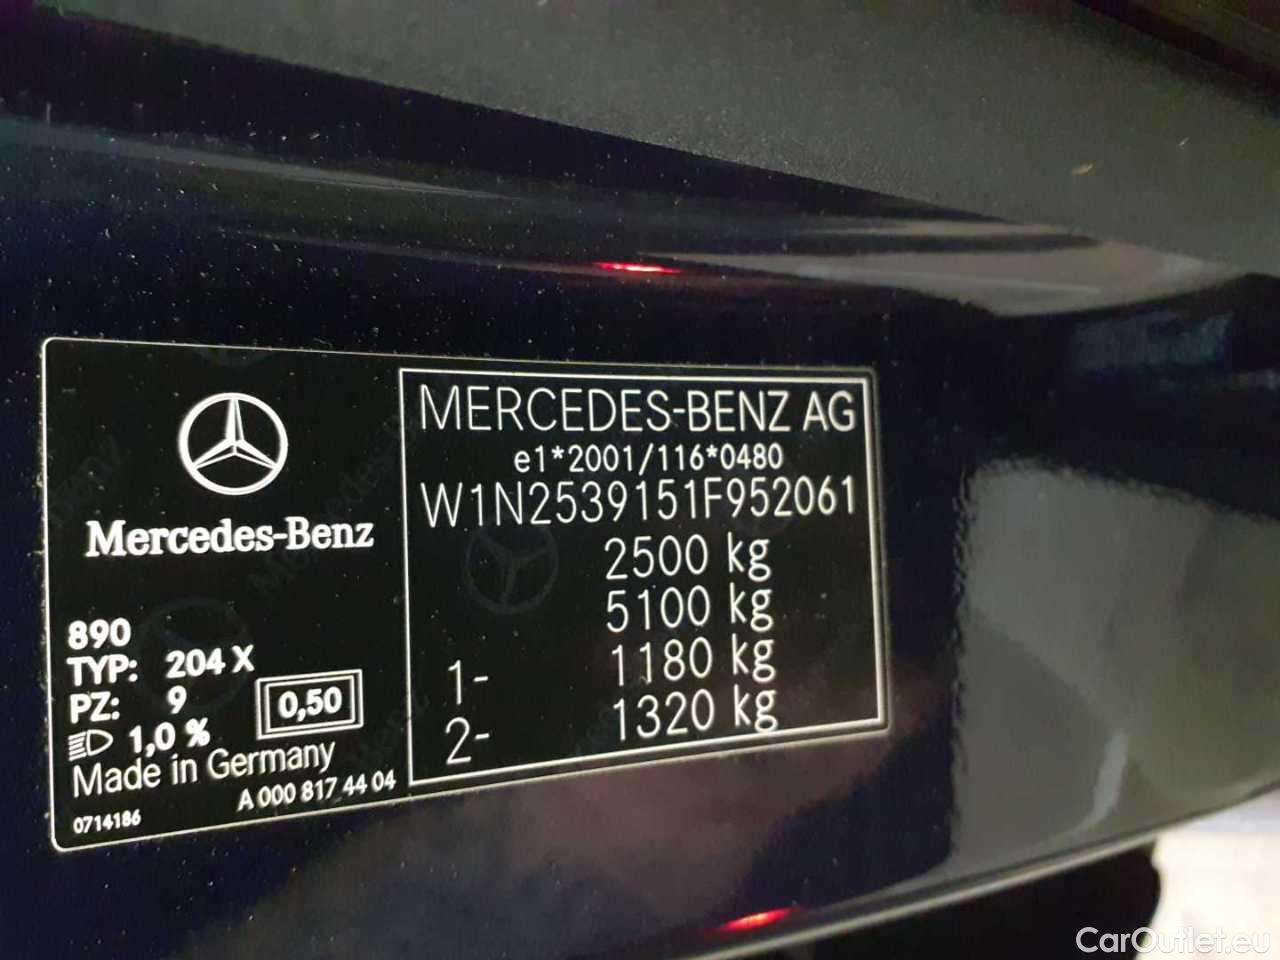 Mercedes-Benz
890
TYP: 204 X
PZ: 9
1,0 %
0,50
Made in Germany
A 000 817 44 04
0714186
MERCEDES-BENZ AG
e1*2001/116*0480
W1N2539151F952061
2500 kg
5100 kg
1- 1180 kg
2- 1320 kg
CarOutlet.eu